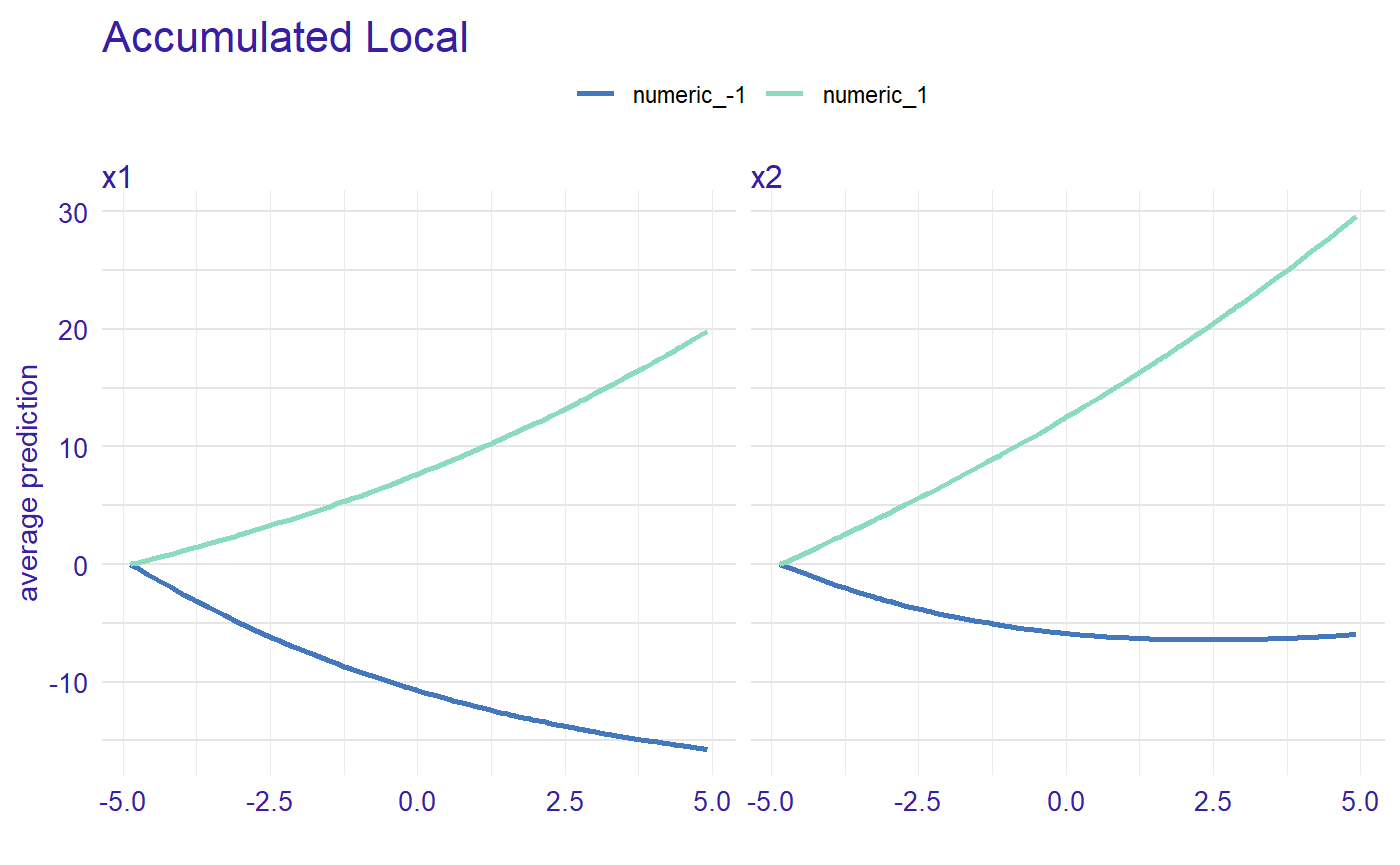 Accumulated Local
numeric_-1 numeric_1
x1 x2
30
20
10
0
-10
average prediction
-5.0 -2.5 0.0 2.5 5.0 -5.0 -2.5 0.0 2.5 5.0